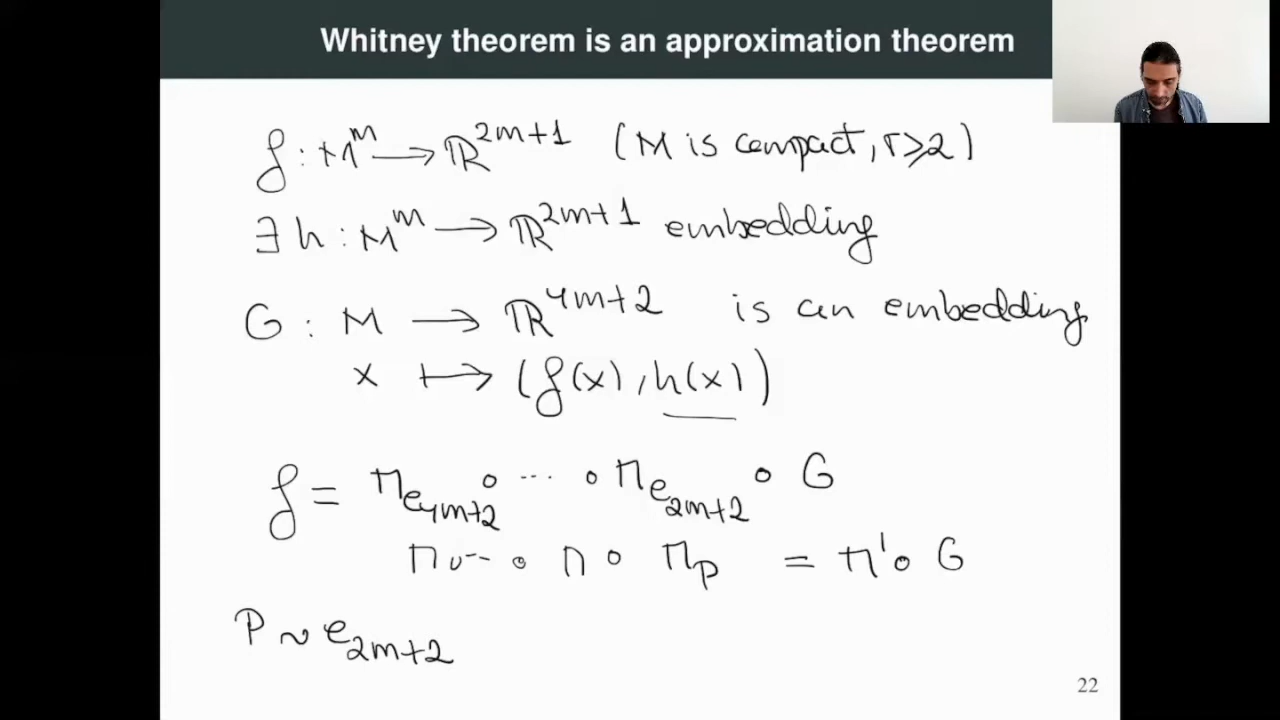 Whitney theorem is an approximation theorem
f : M^m → ℝ^{2m+1} (M is compact, r ≥ 2)
∃ h : M^m → ℝ^{2m+1} embedding
G : M → ℝ^{4m+2} is an embedding
x ↦ (f(x), h(x))
f = π_{e_{4m+2}} ∘ ... ∘ π_{e_{2m+2}} ∘ G
π ∘ ... ∘ π ∘ π_p = π' ∘ G
P ~ e_{2m+2}
22